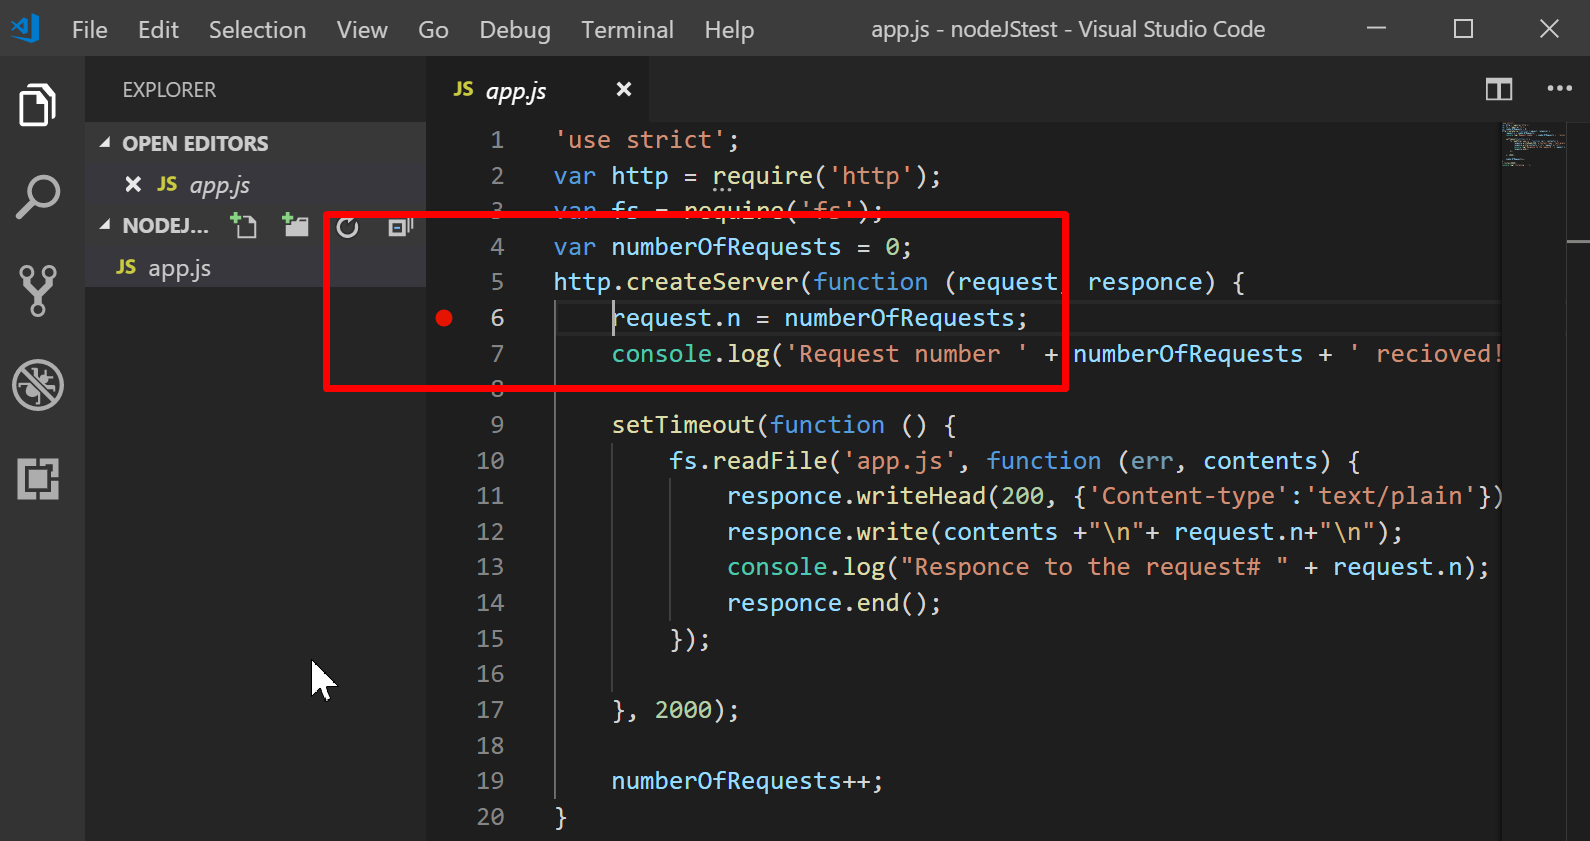 File Edit Selection View Go Debug Terminal Help app.js - nodeJStest - Visual Studio Code
EXPLORER
OPEN EDITORS
JS app.js
NODEJ...
JS app.js
JS app.js
1 'use strict';
2 var http = require('http');
3 var fs = require('fs');
4 var numberOfRequests = 0;
5 http.createServer(function (request, responce) {
6 request.n = numberOfRequests;
7 console.log('Request number ' + numberOfRequests + ' recioved!
8
9 setTimeout(function () {
10 fs.readFile('app.js', function (err, contents) {
11 responce.writeHead(200, {'Content-type':'text/plain'})
12 responce.write(contents +"\n"+ request.n+"\n");
13 console.log("Responce to the request# " + request.n);
14 responce.end();
15 });
16
17 }, 2000);
18
19 numberOfRequests++;
20 }